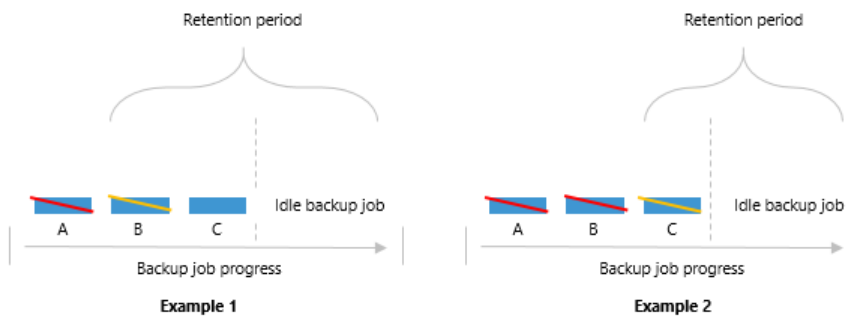 Retention period
Retention period
Idle backup job
Idle backup job
A
B
C
A
B
C
Backup job progress
Backup job progress
Example 1
Example 2